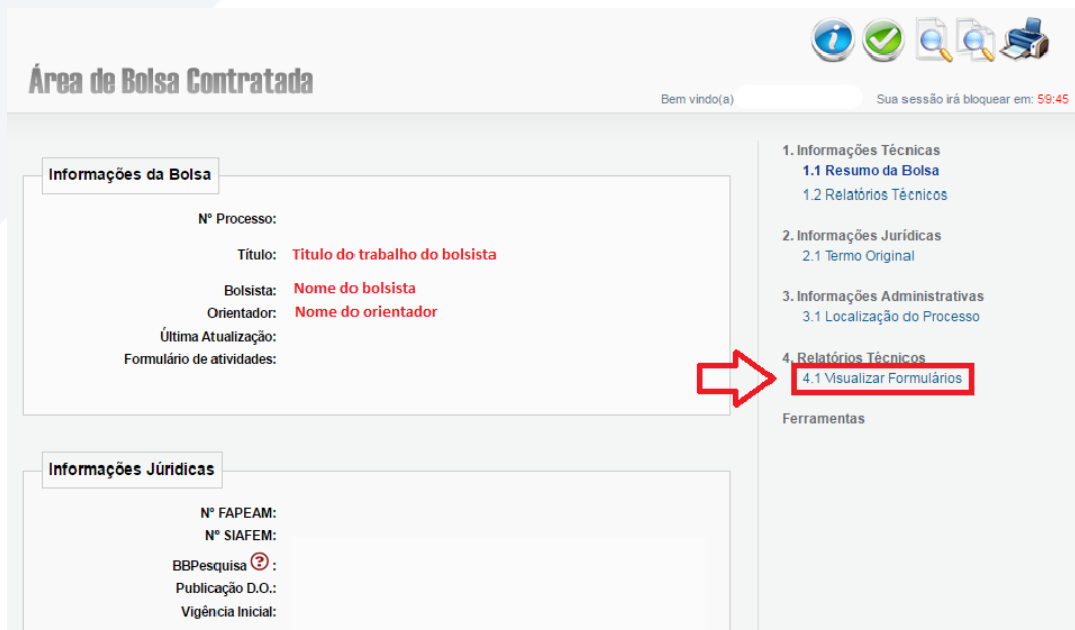 Área de Bolsa Contratada
Bem vindo(a)
Sua sessão irá bloquear em: 59:45
Informações da Bolsa
Nº Processo:
Título: Titulo do trabalho do bolsista
Bolsista: Nome do bolsista
Orientador: Nome do orientador
Última Atualização:
Formulário de atividades:
Informações Júridicas
Nº FAPEAM:
Nº SIAFEM:
BBPesquisa ? :
Publicação D.O.:
Vigência Inicial:
1. Informações Técnicas
1.1 Resumo da Bolsa
1.2 Relatórios Técnicos
2. Informações Jurídicas
2.1 Termo Original
3. Informações Administrativas
3.1 Localização do Processo
4. Relatórios Técnicos
4.1 Visualizar Formulários
Ferramentas